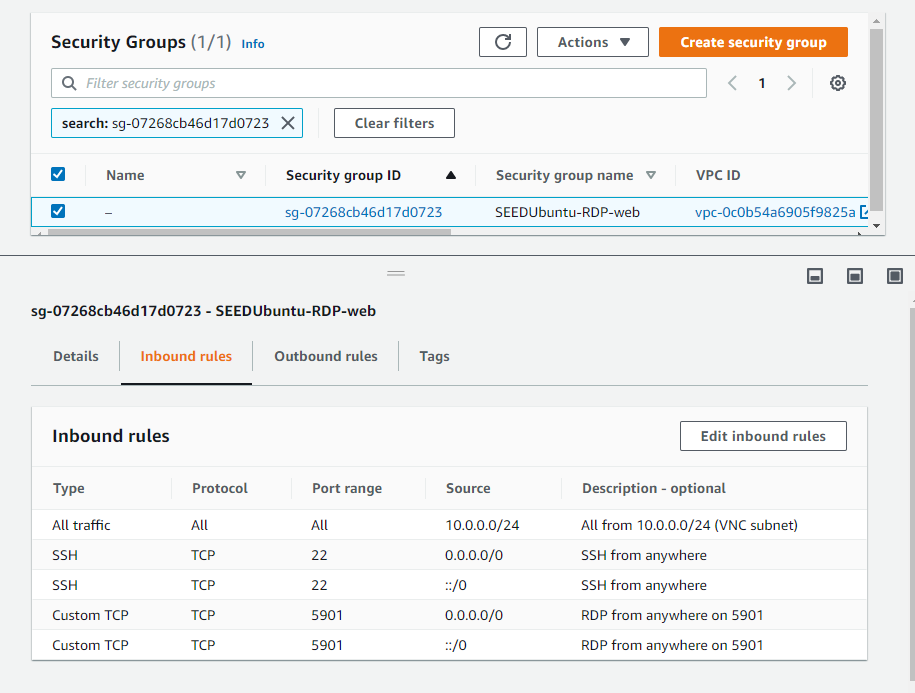 Security Groups (1/1) Info
Actions
Create security group
Filter security groups
1
search: sg-07268cb46d17d0723
Clear filters
Name Security group ID Security group name VPC ID
– sg-07268cb46d17d0723 SEEDUbuntu-RDP-web vpc-0c0b54a6905f9825a
sg-07268cb46d17d0723 - SEEDUbuntu-RDP-web
Details Inbound rules Outbound rules Tags
Inbound rules
Edit inbound rules
Type Protocol Port range Source Description - optional
All traffic All All 10.0.0.0/24 All from 10.0.0.0/24 (VNC subnet)
SSH TCP 22 0.0.0.0/0 SSH from anywhere
SSH TCP 22 ::/0 SSH from anywhere
Custom TCP TCP 5901 0.0.0.0/0 RDP from anywhere on 5901
Custom TCP TCP 5901 ::/0 RDP from anywhere on 5901